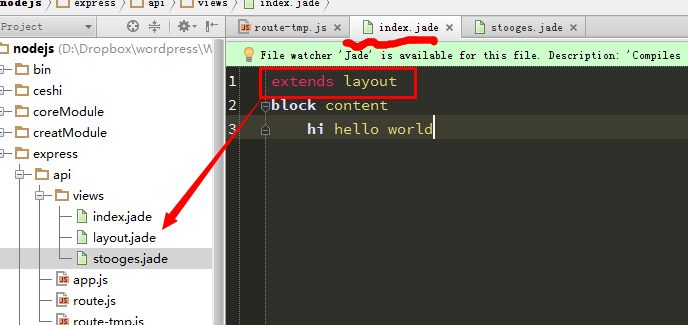 nodejs express api views index.jade
Project
route-tmp.js index.jade stooges.jade
File watcher 'Jade' is available for this file. Description: 'Compiles
nodejs (D:\Dropbox\wordpress\W
bin
ceshi
coreModule
creatModule
express
api
views
index.jade
layout.jade
stooges.jade
app.js
route.js
route-tmp.js
1 extends layout
2 block content
3 hi hello world